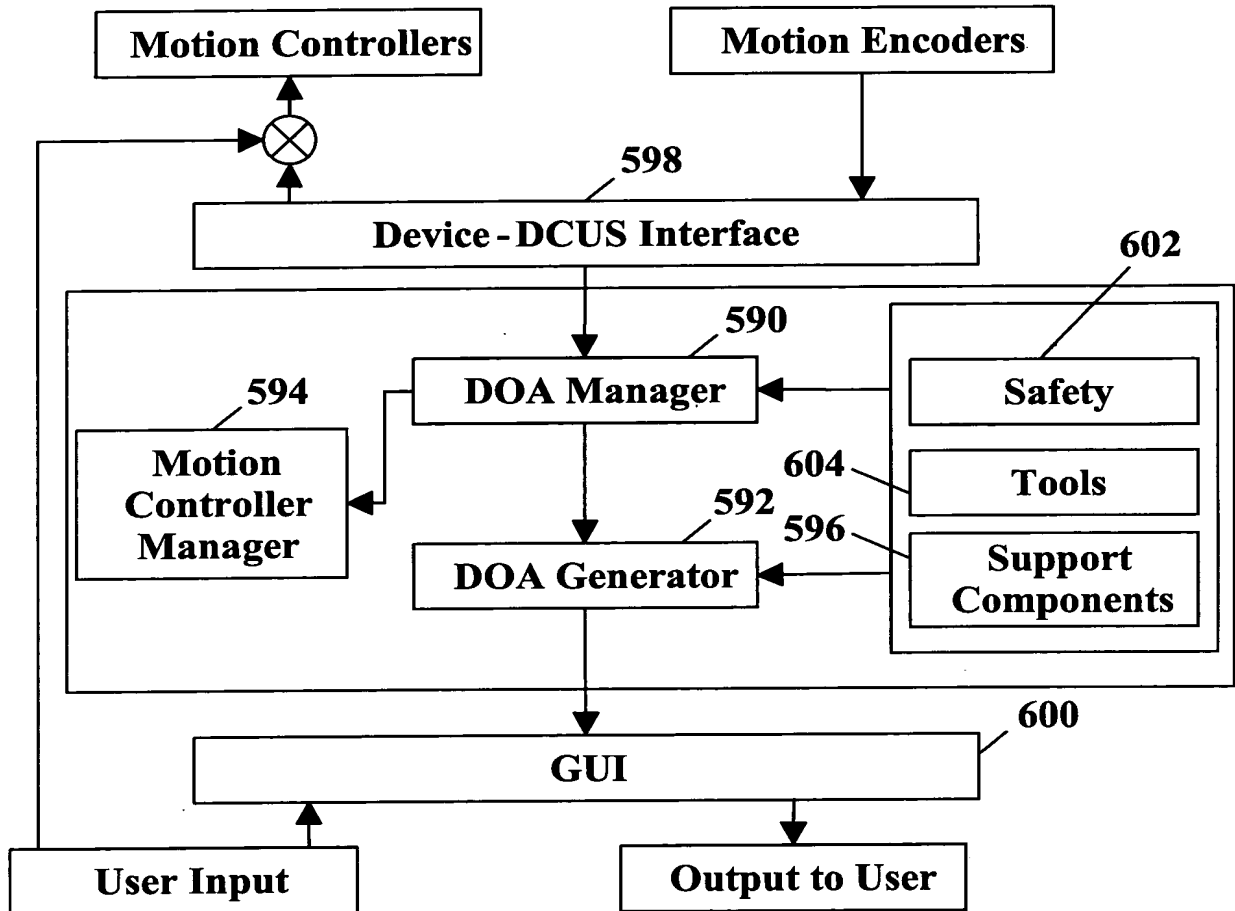 Motion Controllers
Motion Encoders
598
Device-DCUS Interface
602
590
DOA Manager
Safety
594
Motion
Controller
Manager
604
Tools
592
596
DOA Generator
Support
Components
600
GUI
User Input
Output to User